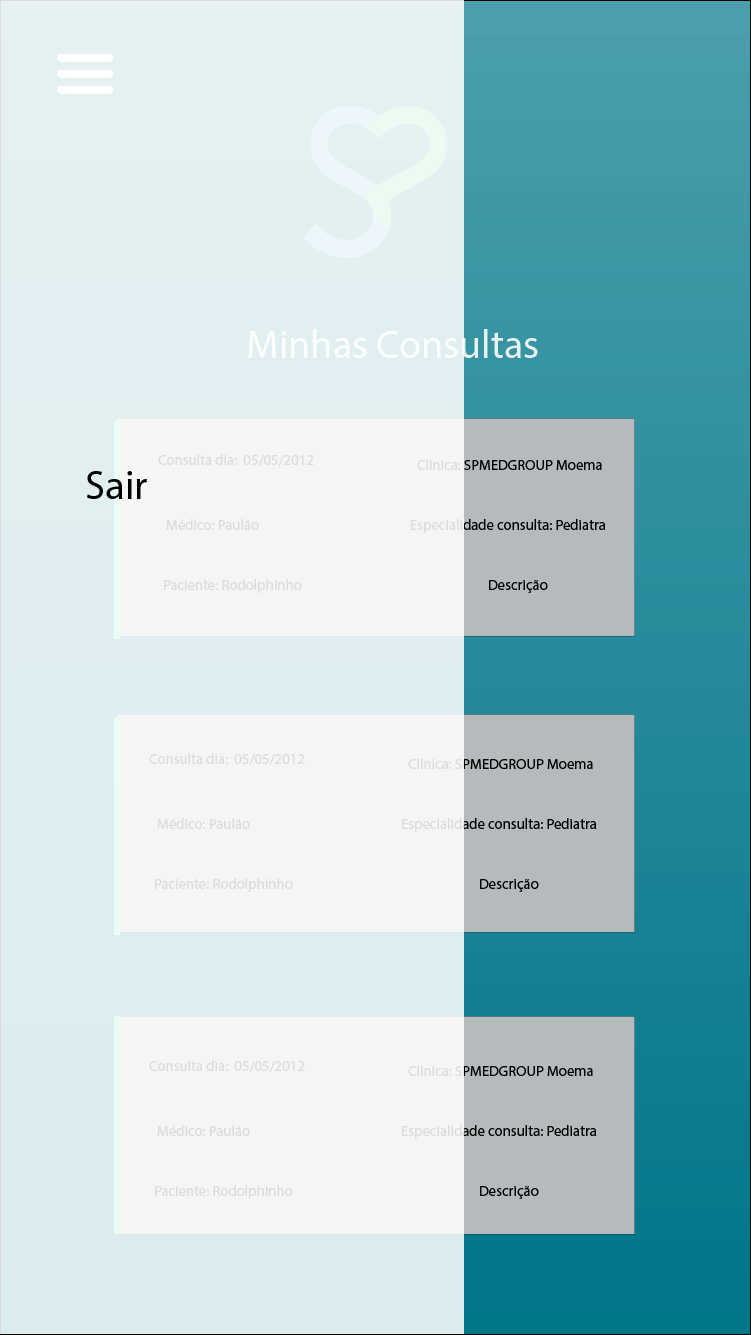 Minhas Consultas
Consulta dia: 05/05/2012
Clinica: SPMEDGROUP Moema
Sair
Médico: Paulão
Especialidade consulta: Pediatra
Paciente: Rodolphinho
Descrição
Consulta dia: 05/05/2012
Clinica: SPMEDGROUP Moema
Médico: Paulão
Especialidade consulta: Pediatra
Paciente: Rodolphinho
Descrição
Consulta dia: 05/05/2012
Clinica: SPMEDGROUP Moema
Médico: Paulão
Especialidade consulta: Pediatra
Paciente: Rodolphinho
Descrição